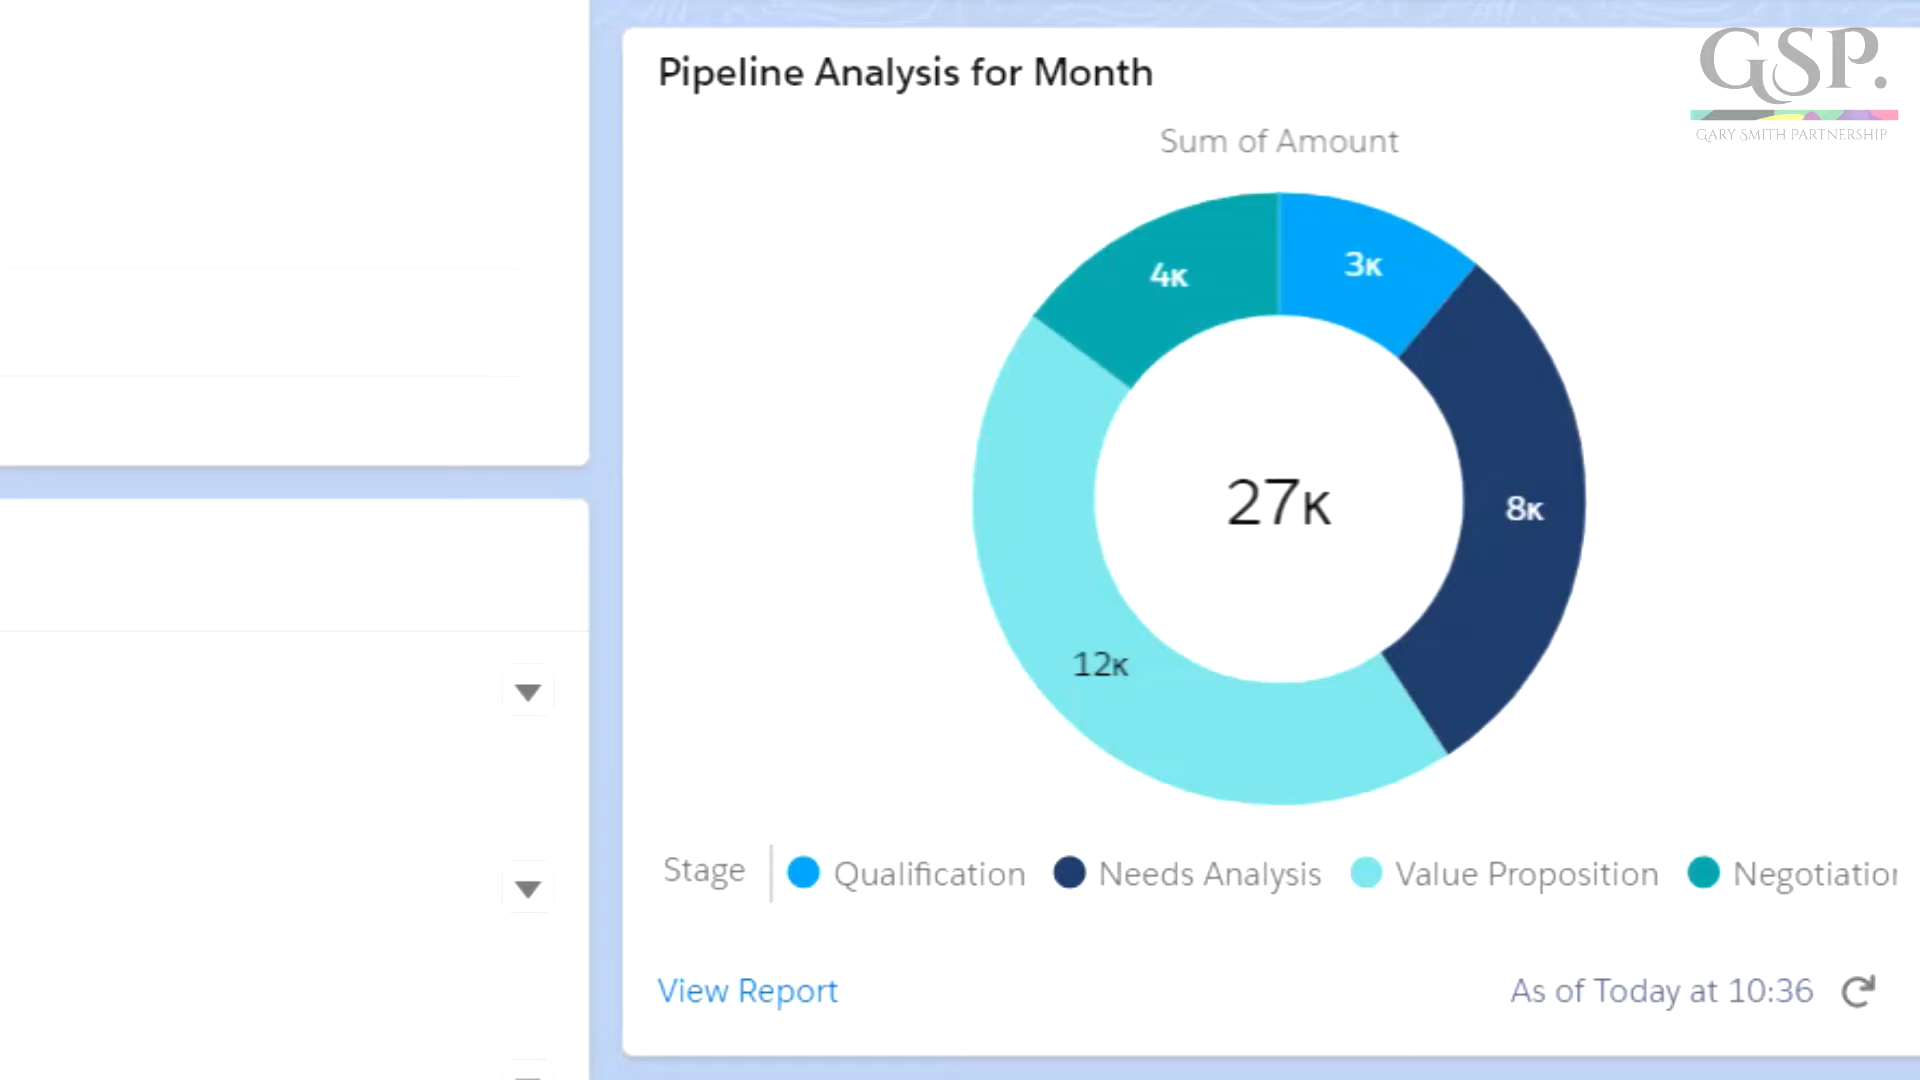 Pipeline Analysis for Month
GSP.
GARY SMITH PARTNERSHIP
Sum of Amount
4K
3K
27K
8K
12K
Stage
Qualification
Needs Analysis
Value Proposition
Negotiation
View Report
As of Today at 10:36